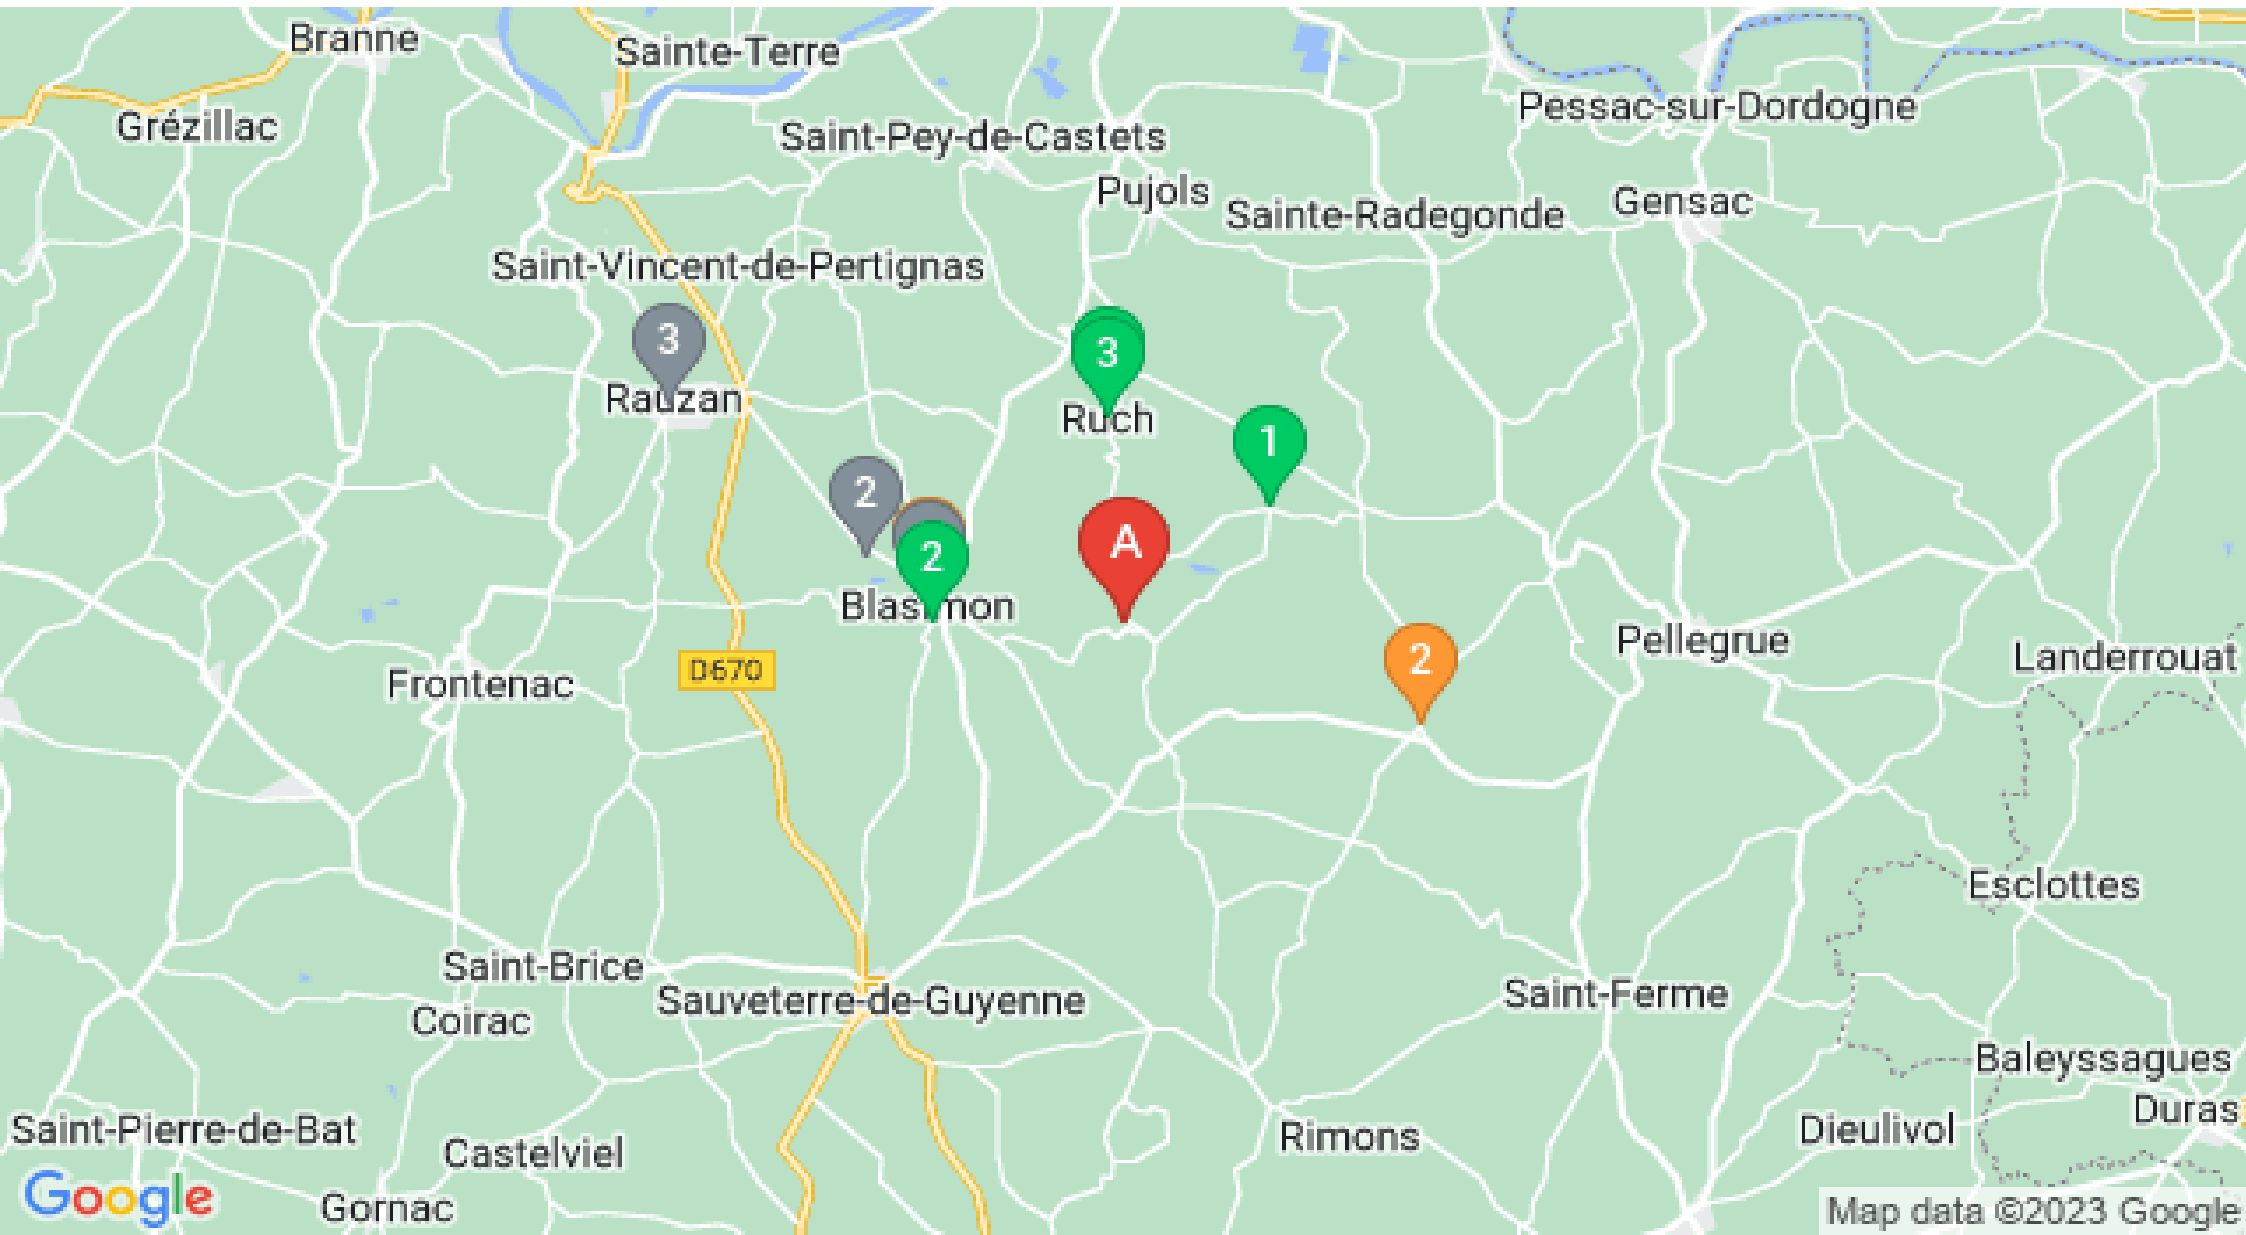 Branne
Sainte-Terre
Pessac-sur-Dordogne
Grézillac
Saint-Pey-de-Castets
Pujols
Sainte-Radegonde
Gensac
Saint-Vincent-de-Pertignas
3
3
Rauzan
Ruch
1
2
A
2
Blasimon
Pellegrue
2
Landerrouat
D670
Frontenac
Esclottes
Saint-Brice
Sauveterre-de-Guyenne
Saint-Ferme
Coirac
Baleyssagues
Duras
Saint-Pierre-de-Bat
Rimons
Dieulivol
Castelviel
Google
Gornac
Map data ©2023 Google